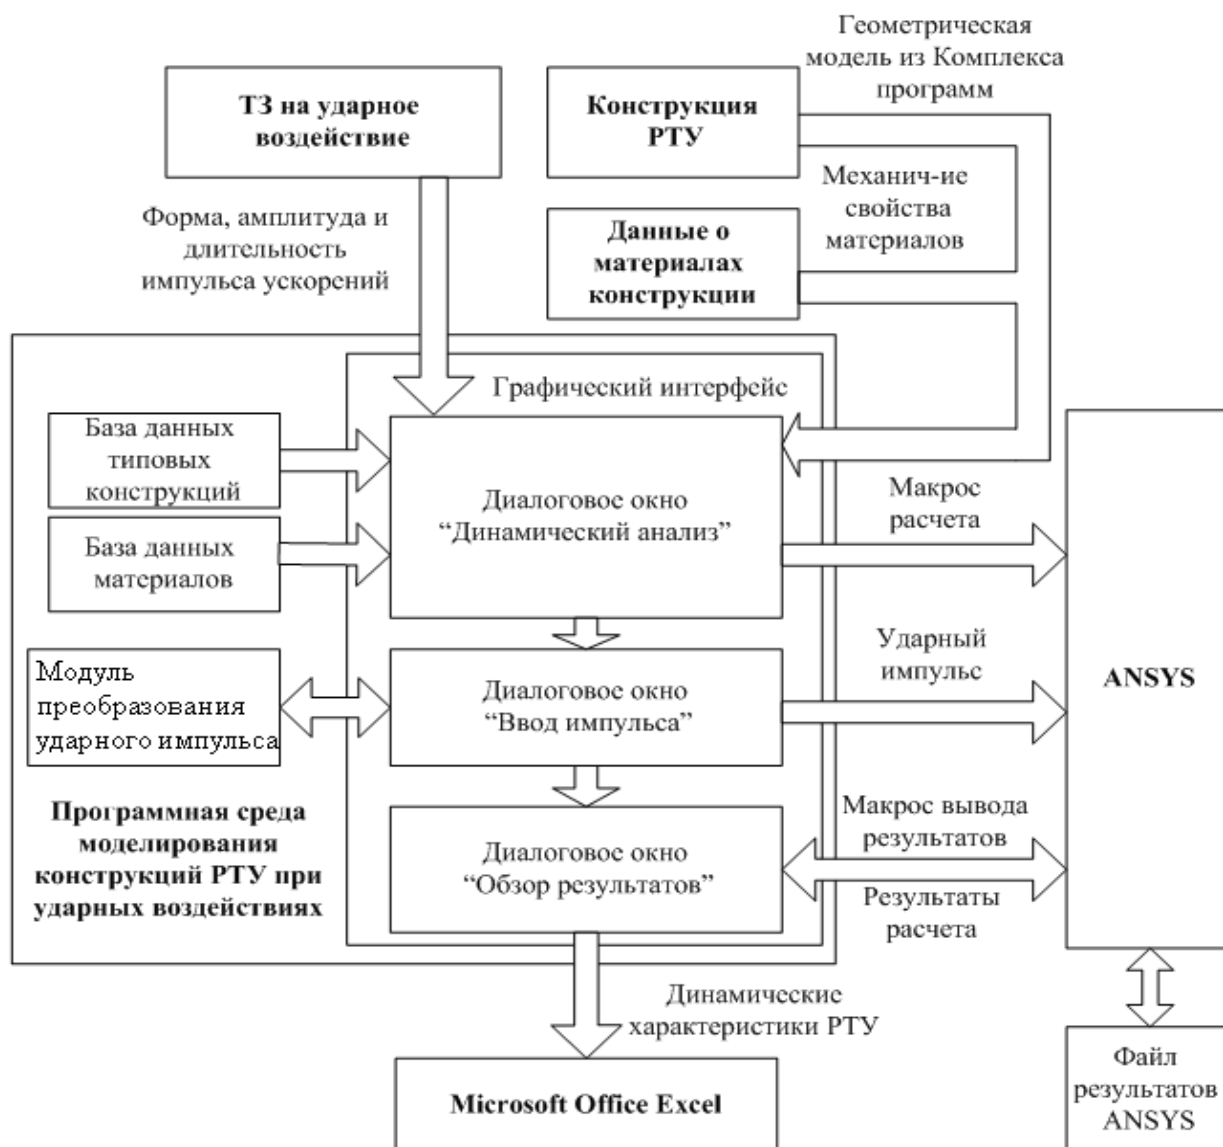 Геометрическая
модель из Комплекса
программ
ТЗ на ударное
воздействие
Конструкция
РТУ
Форма, амплитуда и
длительность
импульса ускорений
Механич-ие
свойства
материалов
Данные о
материалах
конструкции
Графический интерфейс
База данных
типовых
конструкций
База данных
материалов
Диалоговое окно
“Динамический анализ”
Макрос
расчета
Модуль
преобразования
ударного импульса
Диалоговое окно
“Ввод импульса”
Ударный
импульс
ANSYS
Программная среда
моделирования
конструкций РТУ при
ударных воздействиях
Диалоговое окно
“Обзор результатов”
Макрос вывода
результатов
Результаты
расчета
Динамические
характеристики РТУ
Microsoft Office Excel
Файл
результатов
ANSYS